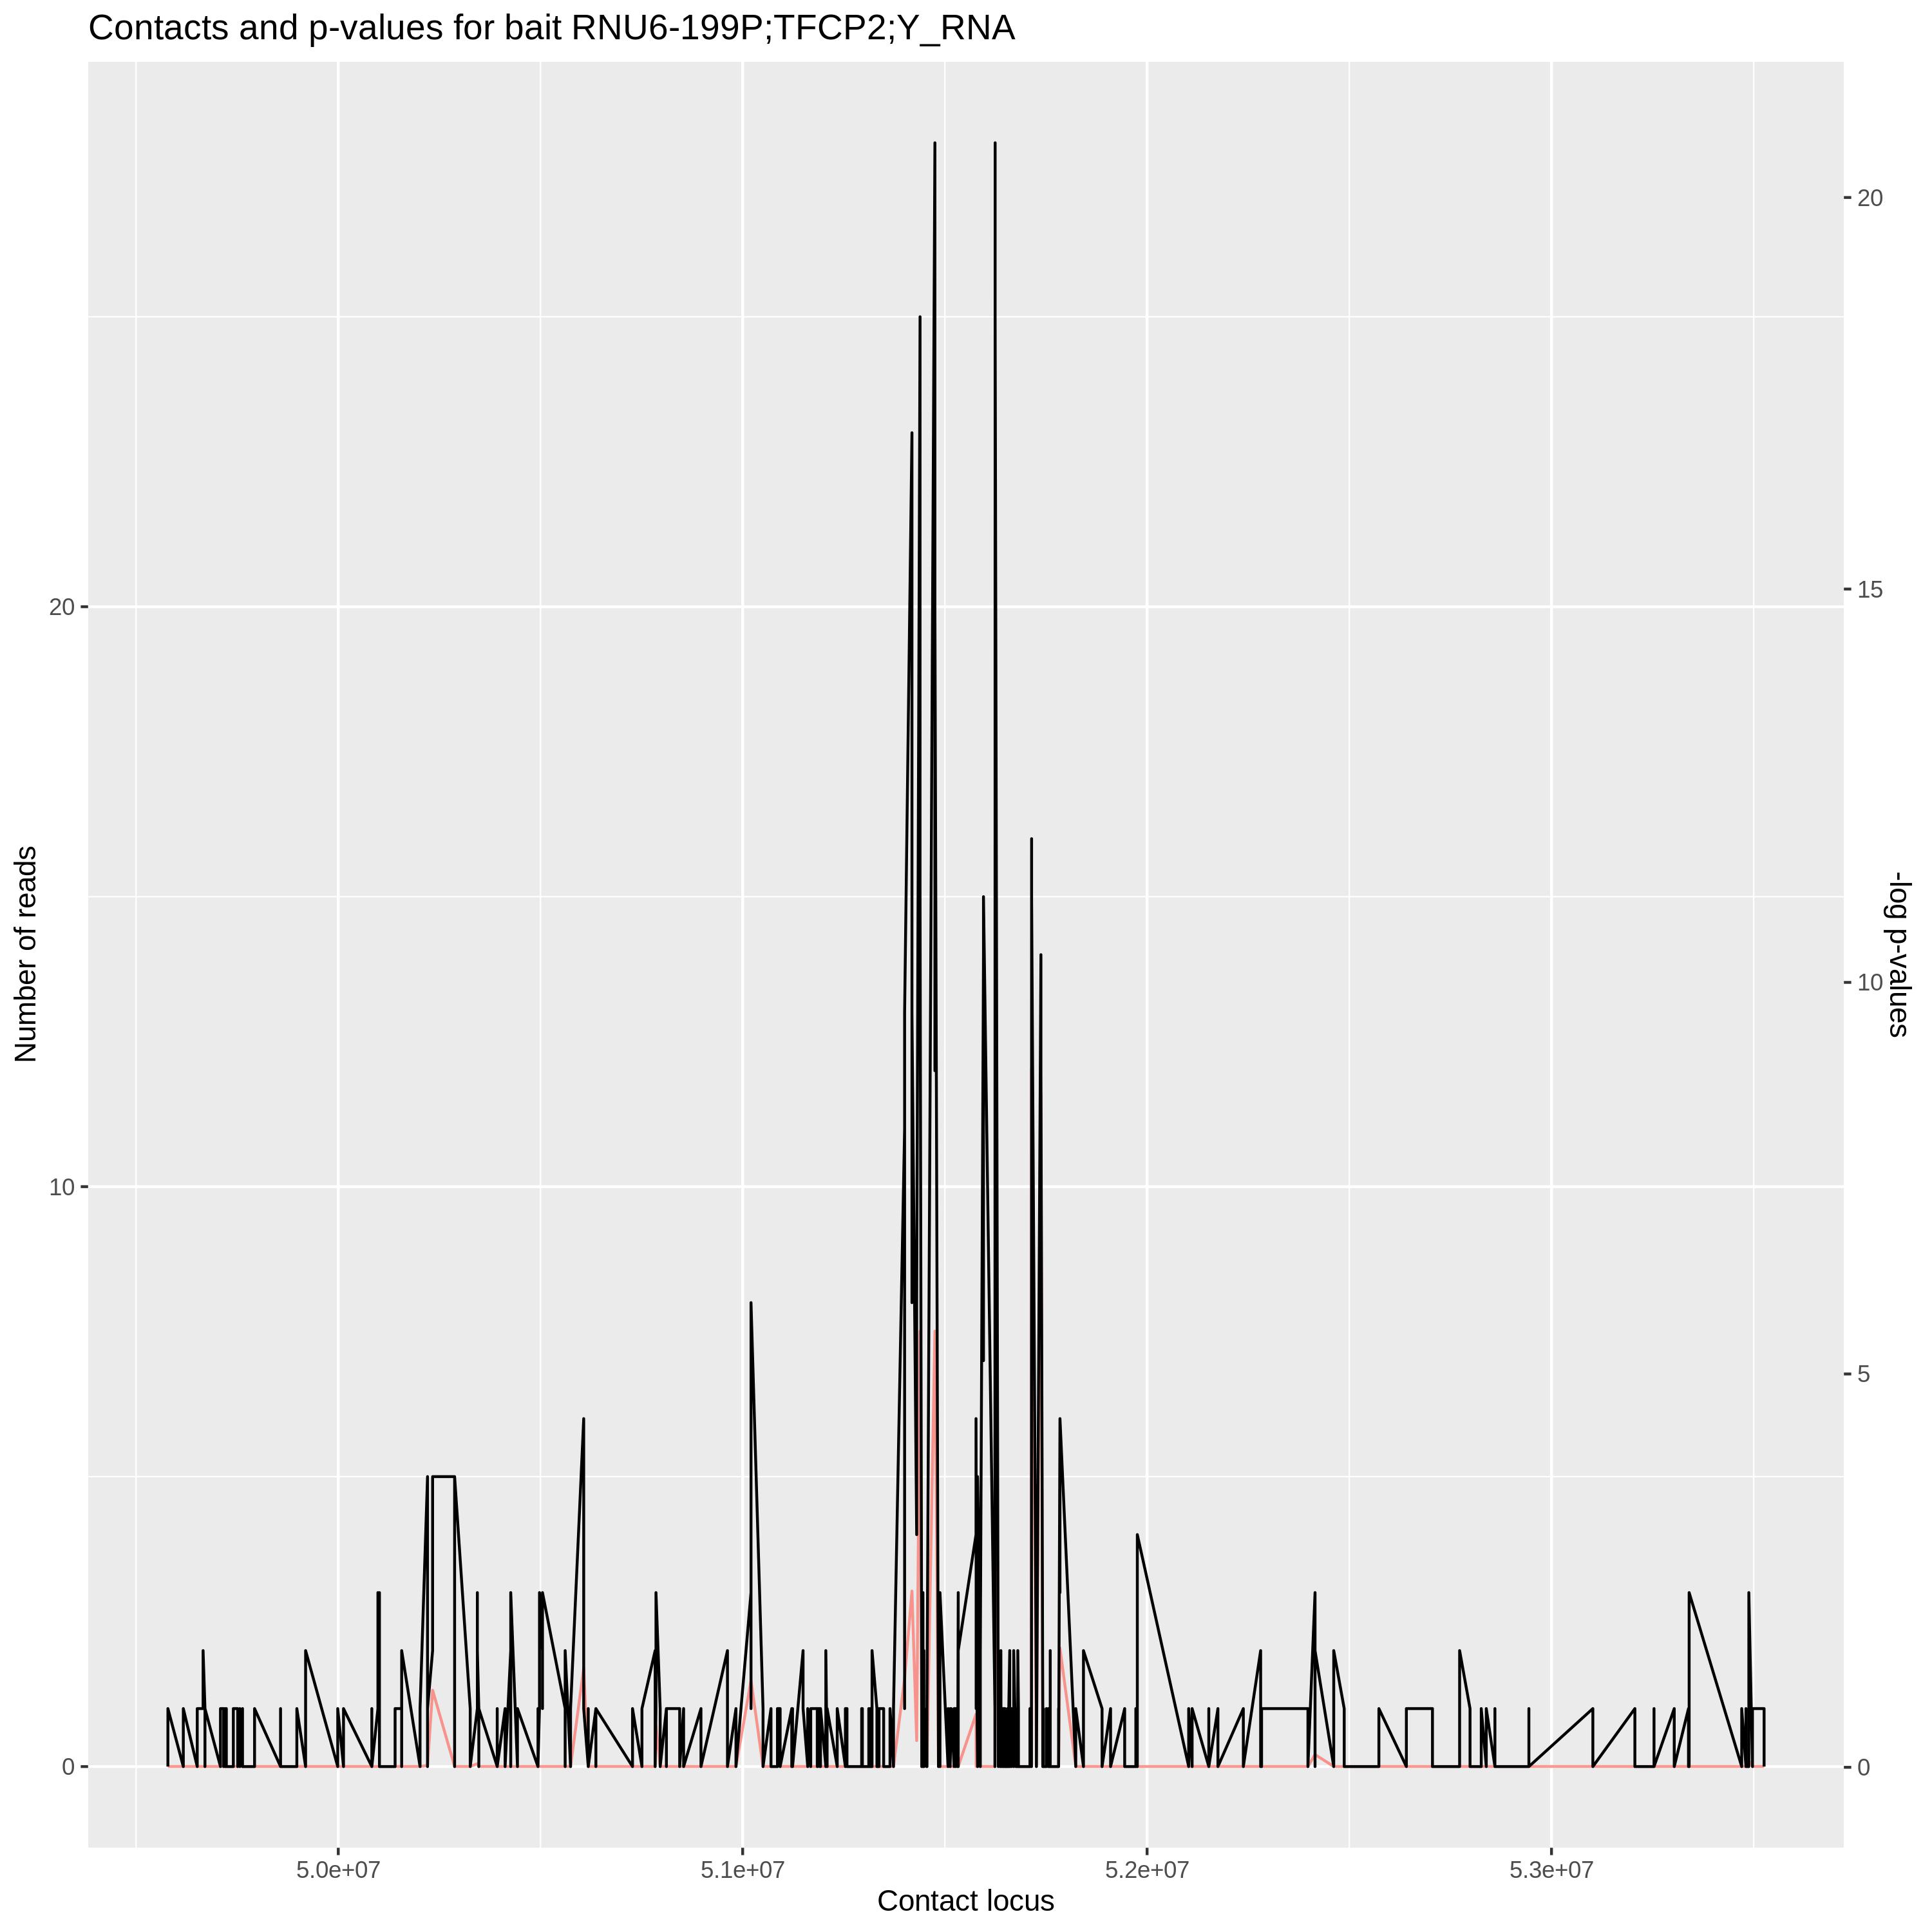 Contacts and p-values for bait RNU6-199P;TFCP2;Y_RNA
Number of reads
20
10
0
20
15
10
5
0
-log p-values
5.0e+07
5.1e+07
5.2e+07
5.3e+07
Contact locus